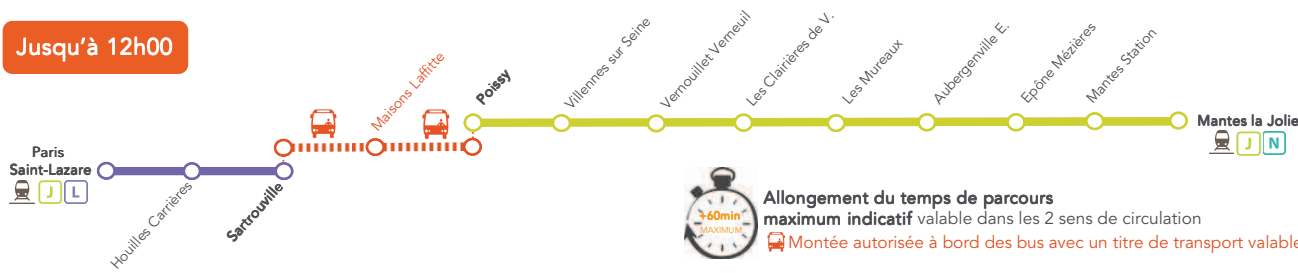 Jusqu'à 12h00
Paris
Saint-Lazare
J L
Houilles Carrières
Sartrouville
Maisons Laffitte
Poissy
Villennes sur Seine
Vernouillet Verneuil
Les Clairières de V.
Les Mureaux
Aubergenville E.
Epône Mézières
Mantes Station
Mantes la Jolie
J N
+60min
MAXIMUM
Allongement du temps de parcours
maximum indicatif valable dans les 2 sens de circulation
Montée autorisée à bord des bus avec un titre de transport valable